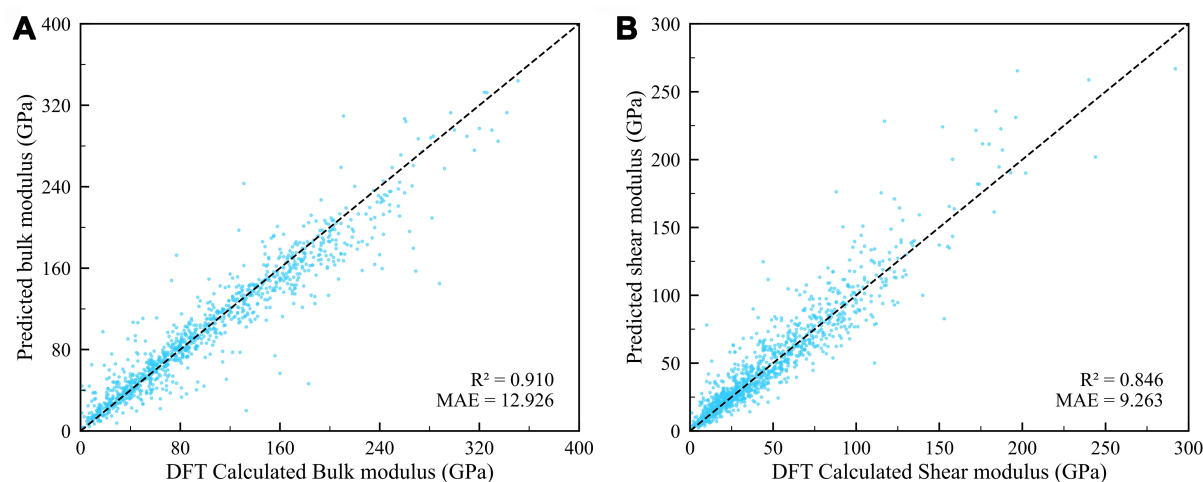 A
Predicted bulk modulus (GPa)
400
320
240
160
80
0
R² = 0.910
MAE = 12.926
0 80 160 240 320 400
DFT Calculated Bulk modulus (GPa)
B
Predicted shear modulus (GPa)
300
250
200
150
100
50
0
R² = 0.846
MAE = 9.263
0 50 100 150 200 250 300
DFT Calculated Shear modulus (GPa)